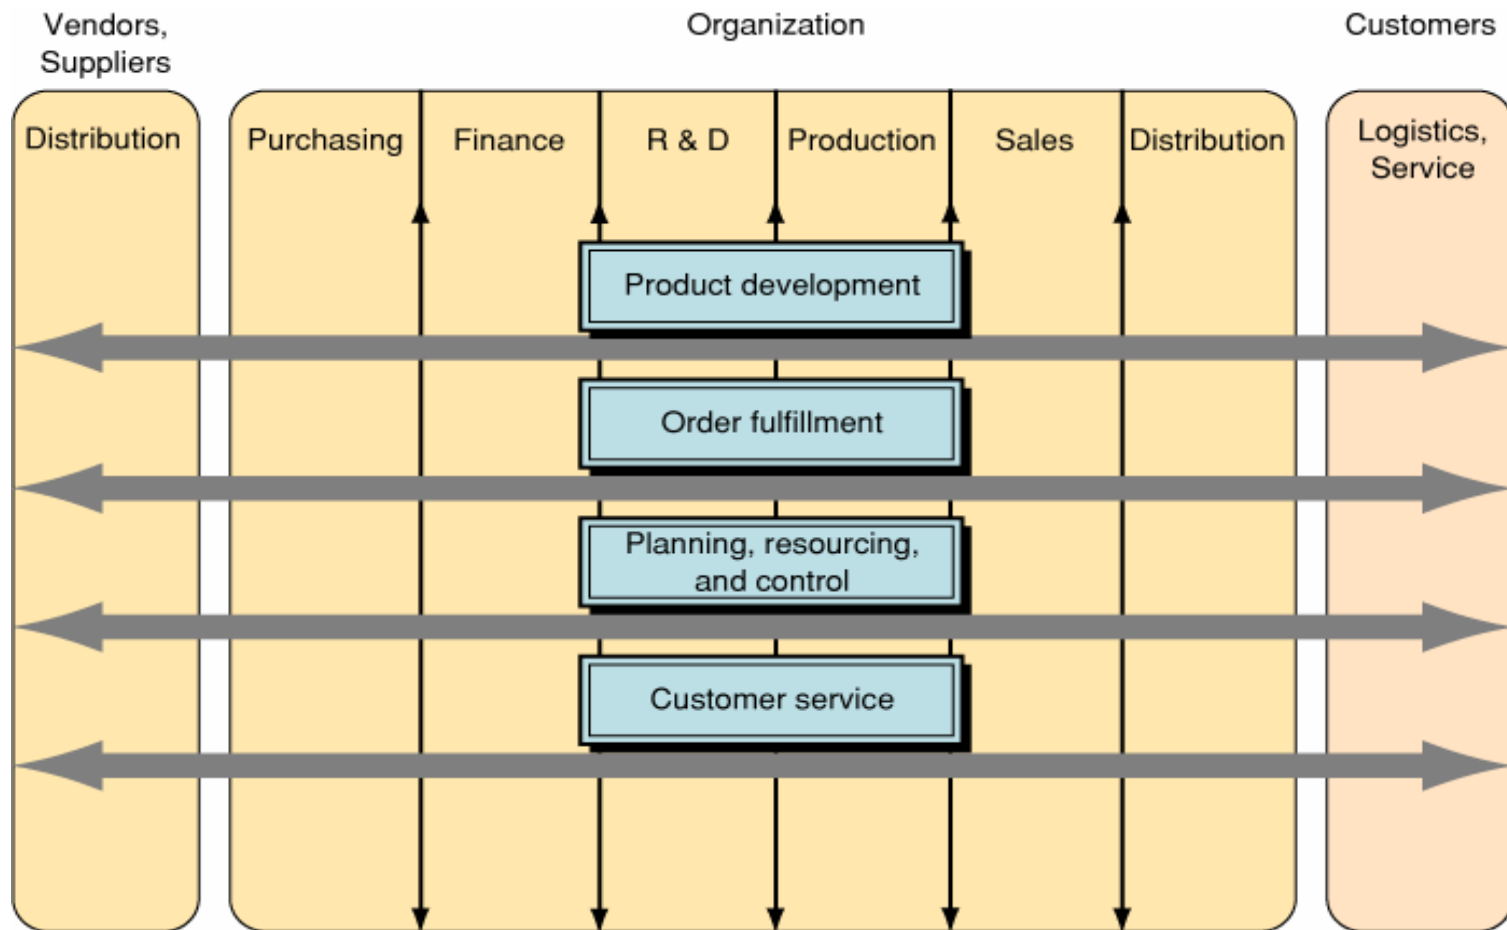 Vendors,
Suppliers
Organization
Customers
Distribution
Purchasing
Finance
R & D
Production
Sales
Distribution
Logistics,
Service
Product development
Order fulfillment
Planning, resourcing,
and control
Customer service